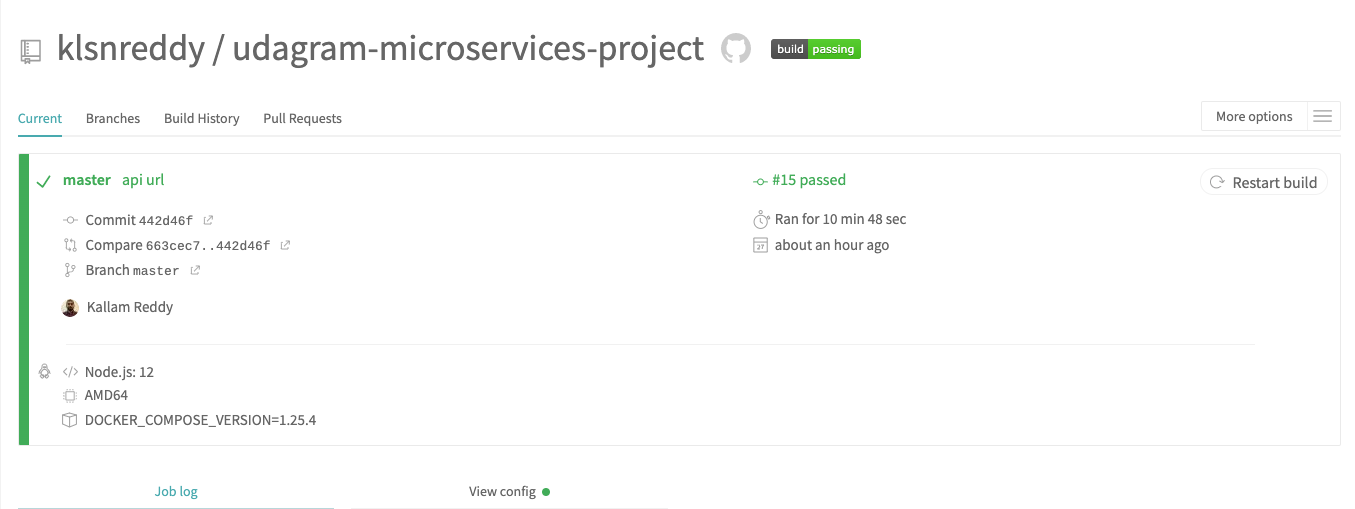 klsnreddy / udagram-microservices-project build passing
Current Branches Build History Pull Requests More options
master api url
Commit 442d46f
Compare 663cec7..442d46f
Branch master
Kallam Reddy
#15 passed
Ran for 10 min 48 sec
about an hour ago
Restart build
Node.js: 12
AMD64
DOCKER_COMPOSE_VERSION=1.25.4
Job log View config